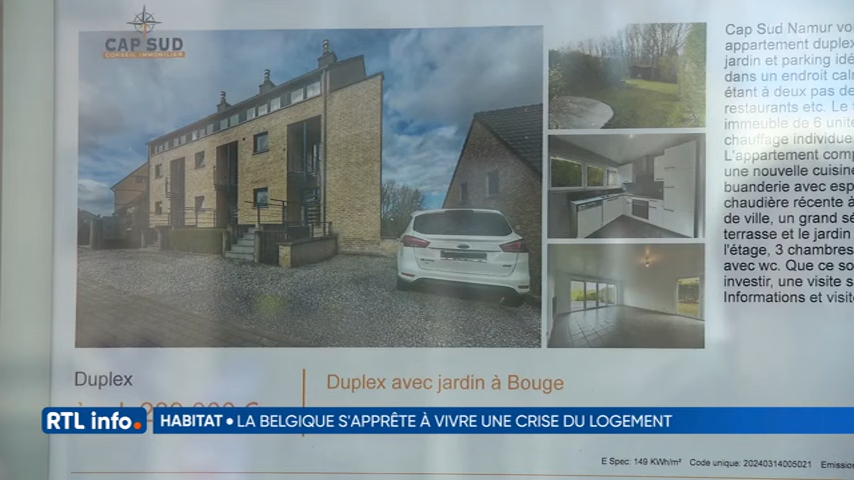 CAP SUD
CONSEIL IMMOBILIER
Cap Sud Namur vo
appartement duplex
jardin et parking idé
dans un endroit calr
étant à deux pas de
restaurants etc. Le
immeuble de 6 unité
chauffage individue
L'appartement comp
une nouvelle cuisine
buanderie avec esp
chaudière récente à
de ville, un grand sé
terrasse et le jardin
l'étage, 3 chambres
avec wc. Que ce so
investir, une visite s
Informations et visite
Duplex
Duplex avec jardin à Bouge
RTL info.
HABITAT • LA BELGIQUE S'APPRÊTE À VIVRE UNE CRISE DU LOGEMENT
E Spec: 149 KWh/m² Code unique: 20240314005021 Emission